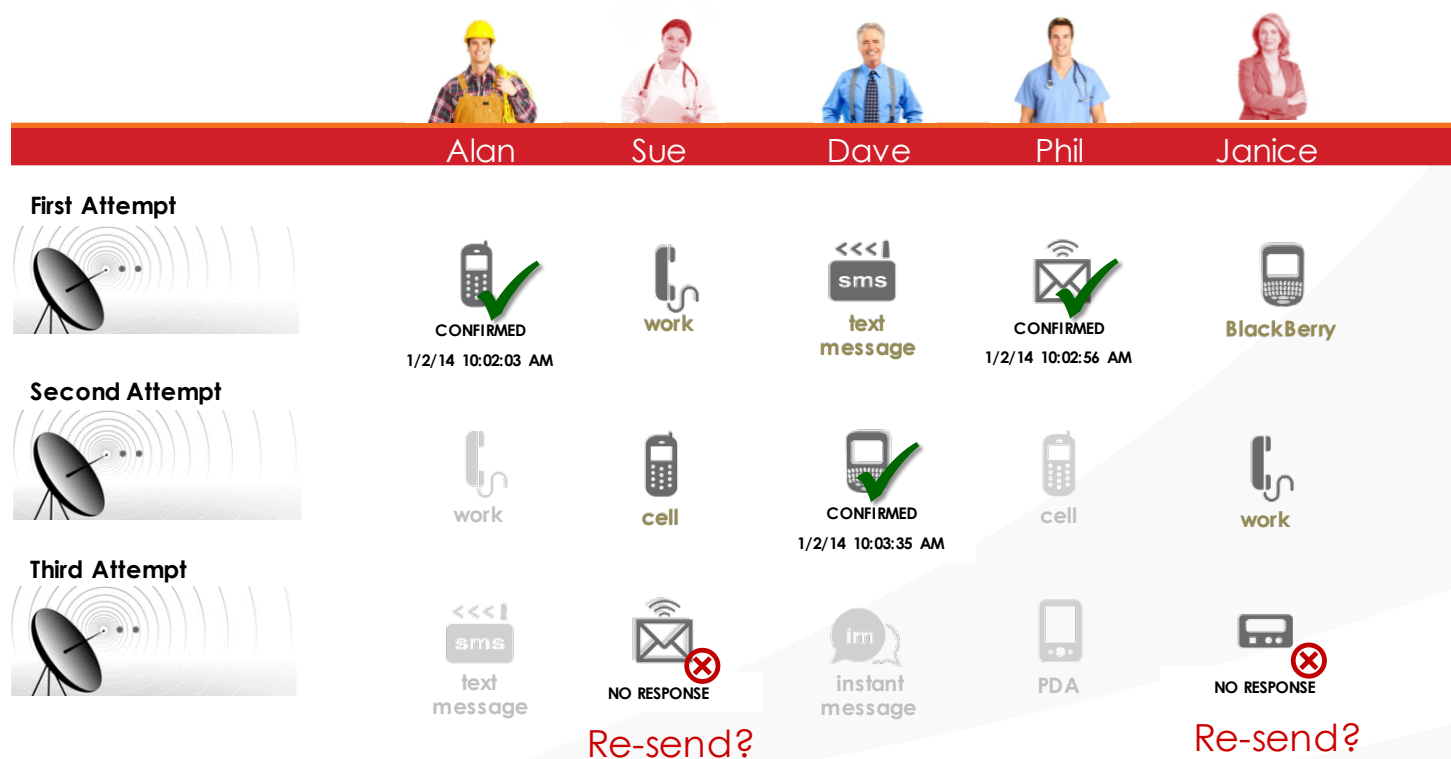 Alan Sue Dave Phil Janice
First Attempt
<<<
sms
CONFIRMED work text CONFIRMED BlackBerry
message
1/2/14 10:02:03 AM 1/2/14 10:02:56 AM
Second Attempt
work cell CONFIRMED cell work
1/2/14 10:03:35 AM
Third Attempt
<<<
sms im
text NO RESPONSE instant PDA NO RESPONSE
message message
Re-send? Re-send?